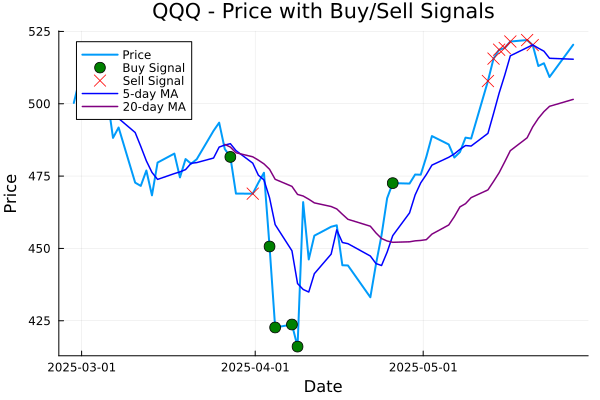 QQQ - Price with Buy/Sell Signals
525
500
475
450
425
Price
Price
Buy Signal
Sell Signal
5-day MA
20-day MA
2025-03-01
2025-04-01
2025-05-01
Date